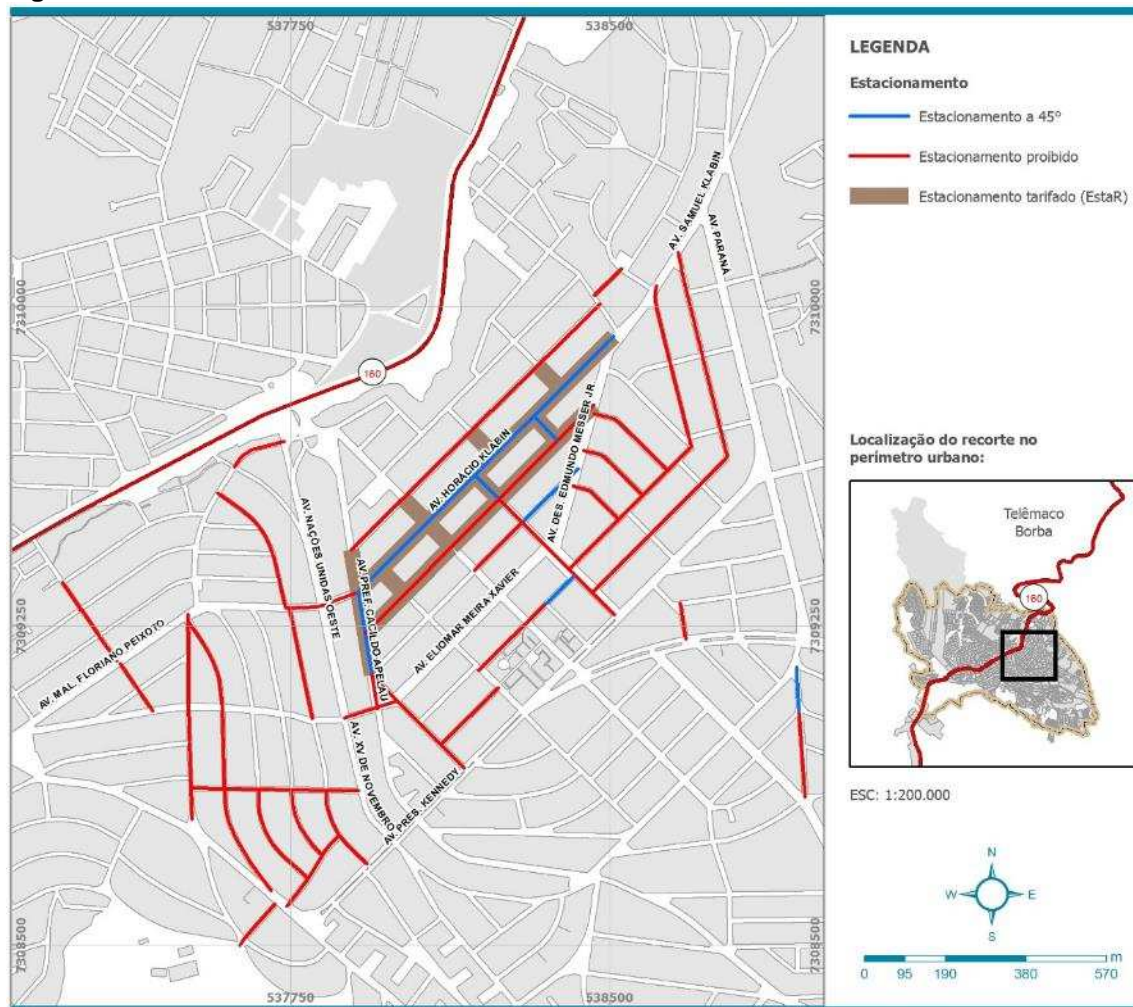 537750
538500
7310000
7310000
AV. SAMUEL KLABIN
AV. PARANÁ
160
AV. HORÁCIO KLABIN
AV. DES. EDMUNDO MESSER JR.
AV. NAÇÕES UNIDAS OESTE
AV. PREF. CACILDO APELAU
AV. ELIOMAR MEIRA XAVIER
7309250
7309250
AV. MAL. FLORIANO PEIXOTO
AV. XV DE NOVEMBRO
AV. PRES. KENNEDY
7308500
7308500
537750
538500
LEGENDA
Estacionamento
Estacionamento a 45º
Estacionamento proibido
Estacionamento tarifado (EstaR)
Localização do recorte no
perímetro urbano:
Telêmaco
Borba
160
ESC: 1:200.000
N
W
E
S
m
0 95 190 380 570